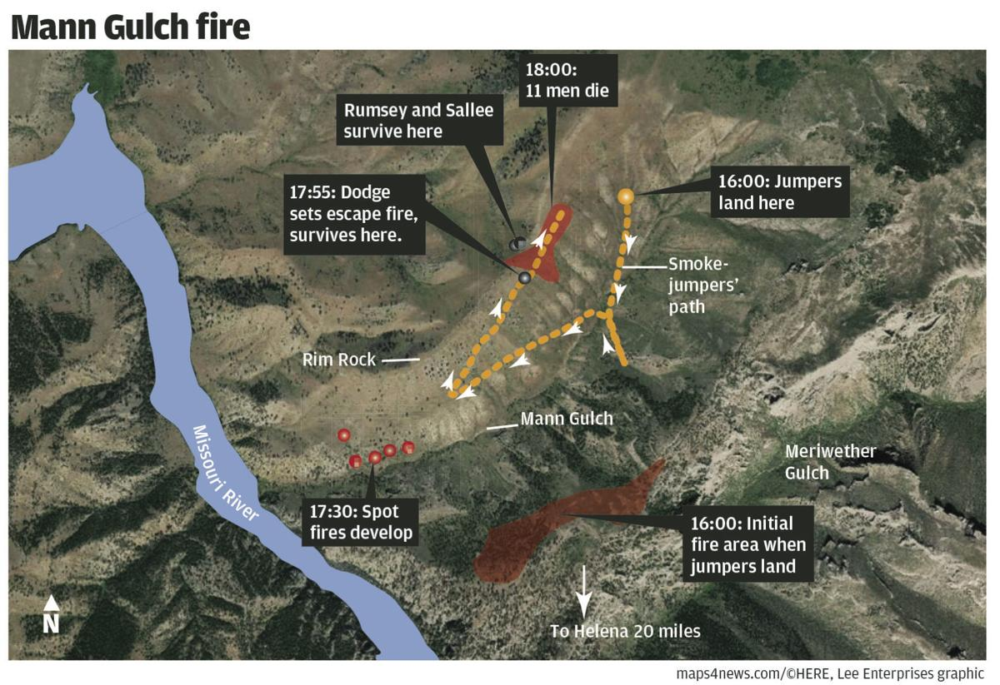 Mann Gulch fire
18:00:
11 men die
Rumsey and Sallee
survive here
17:55: Dodge
sets escape fire,
survives here.
16:00: Jumpers
land here
Smoke-
jumpers’
path
Rim Rock
Mann Gulch
Missouri River
Meriwether
Gulch
17:30: Spot
fires develop
16:00: Initial
fire area when
jumpers land
N
To Helena 20 miles
maps4news.com/©HERE, Lee Enterprises graphic